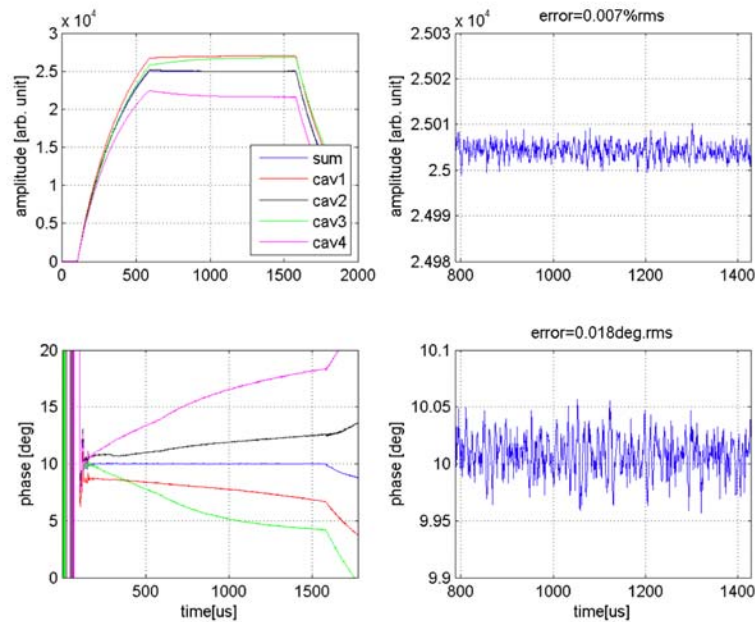 x 10^4
3
2.5
2
1.5
1
0.5
0
0 500 1000 1500 2000
amplitude [arb. unit]
sum
cav1
cav2
cav3
cav4
error=0.007%rms
x 10^4
2.503
2.502
2.501
2.5
2.499
2.498
800 1000 1200 1400
amplitude [arb. unit]
20
15
10
5
0
500 1000 1500
phase [deg]
time[us]
error=0.018deg.rms
10.1
10.05
10
9.95
9.9
800 1000 1200 1400
phase [deg]
time[us]